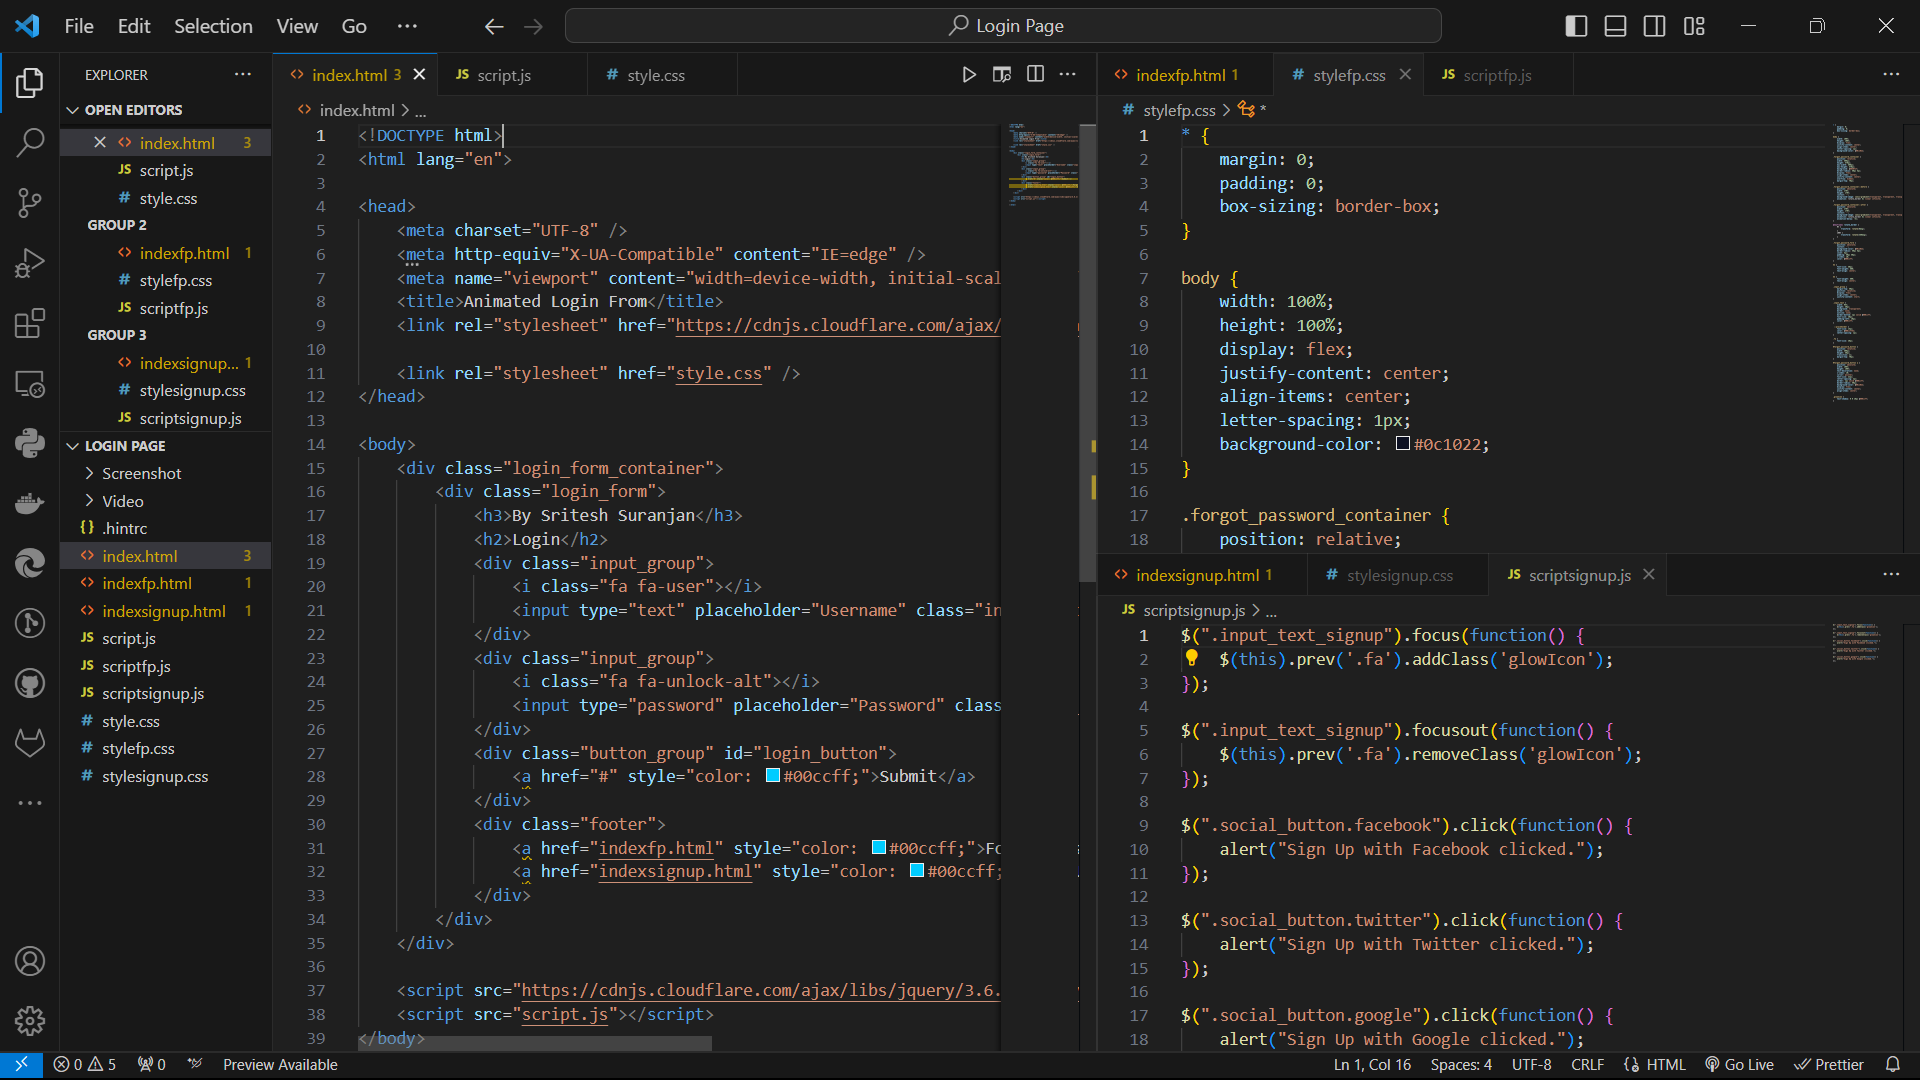 File Edit Selection View Go ··· Login Page
EXPLORER ···
OPEN EDITORS
index.html 3
JS script.js
# style.css
GROUP 2
<> indexfp.html 1
# stylefp.css
JS scriptfp.js
GROUP 3
<> indexsignup... 1
# stylesignup.css
JS scriptsignup.js
LOGIN PAGE
Screenshot
Video
{} .hintrc
<> index.html 3
<> indexfp.html 1
<> indexsignup.html 1
JS script.js
JS scriptfp.js
JS scriptsignup.js
# style.css
# stylefp.css
# stylesignup.css
<> index.html 3 JS script.js # style.css
<> index.html > ...
1 <!DOCTYPE html>
2 <html lang="en">
3
4 <head>
5 <meta charset="UTF-8" />
6 <meta http-equiv="X-UA-Compatible" content="IE=edge" />
7 <meta name="viewport" content="width=device-width, initial-scal
8 <title>Animated Login From</title>
9 <link rel="stylesheet" href="https://cdnjs.cloudflare.com/ajax/
10
11 <link rel="stylesheet" href="style.css" />
12 </head>
13
14 <body>
15 <div class="login_form_container">
16 <div class="login_form">
17 <h3>By Sritesh Suranjan</h3>
18 <h2>Login</h2>
19 <div class="input_group">
20 <i class="fa fa-user"></i>
21 <input type="text" placeholder="Username" class="in
22 </div>
23 <div class="input_group">
24 <i class="fa fa-unlock-alt"></i>
25 <input type="password" placeholder="Password" class
26 </div>
27 <div class="button_group" id="login_button">
28 <a href="#" style="color: #00ccff;">Submit</a>
29 </div>
30 <div class="footer">
31 <a href="indexfp.html" style="color: #00ccff;">Fo
32 <a href="indexsignup.html" style="color: #00ccff;
33 </div>
34 </div>
35 </div>
36
37 <script src="https://cdnjs.cloudflare.com/ajax/libs/jquery/3.6.
38 <script src="script.js"></script>
39 </body>
<> indexfp.html 1 # stylefp.css JS scriptfp.js ···
# stylefp.css > *
1 * {
2 margin: 0;
3 padding: 0;
4 box-sizing: border-box;
5 }
6
7 body {
8 width: 100%;
9 height: 100%;
10 display: flex;
11 justify-content: center;
12 align-items: center;
13 letter-spacing: 1px;
14 background-color: #0c1022;
15 }
16
17 .forgot_password_container {
18 position: relative;
<> indexsignup.html 1 # stylesignup.css JS scriptsignup.js ···
JS scriptsignup.js > ...
1 $(".input_text_signup").focus(function() {
2 $(this).prev('.fa').addClass('glowIcon');
3 });
4
5 $(".input_text_signup").focusout(function() {
6 $(this).prev('.fa').removeClass('glowIcon');
7 });
8
9 $(".social_button.facebook").click(function() {
10 alert("Sign Up with Facebook clicked.");
11 });
12
13 $(".social_button.twitter").click(function() {
14 alert("Sign Up with Twitter clicked.");
15 });
16
17 $(".social_button.google").click(function() {
18 alert("Sign Up with Google clicked.");
0 5 0 Preview Available Ln 1, Col 16 Spaces: 4 UTF-8 CRLF {} HTML Go Live Prettier